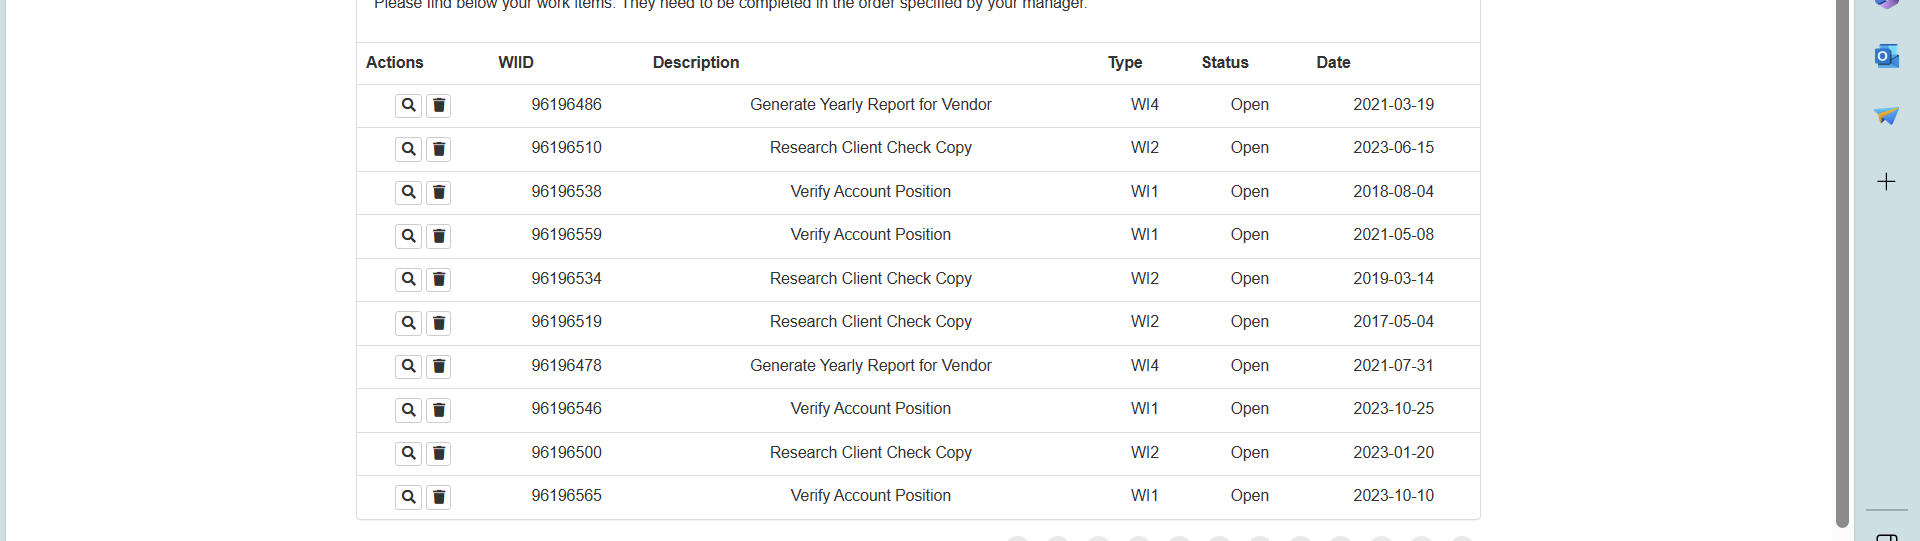 Please find below your work items. They need to be completed in the order specified by your manager.
Actions WIID Description Type Status Date
96196486 Generate Yearly Report for Vendor WI4 Open 2021-03-19
96196510 Research Client Check Copy WI2 Open 2023-06-15
96196538 Verify Account Position WI1 Open 2018-08-04
96196559 Verify Account Position WI1 Open 2021-05-08
96196534 Research Client Check Copy WI2 Open 2019-03-14
96196519 Research Client Check Copy WI2 Open 2017-05-04
96196478 Generate Yearly Report for Vendor WI4 Open 2021-07-31
96196546 Verify Account Position WI1 Open 2023-10-25
96196500 Research Client Check Copy WI2 Open 2023-01-20
96196565 Verify Account Position WI1 Open 2023-10-10